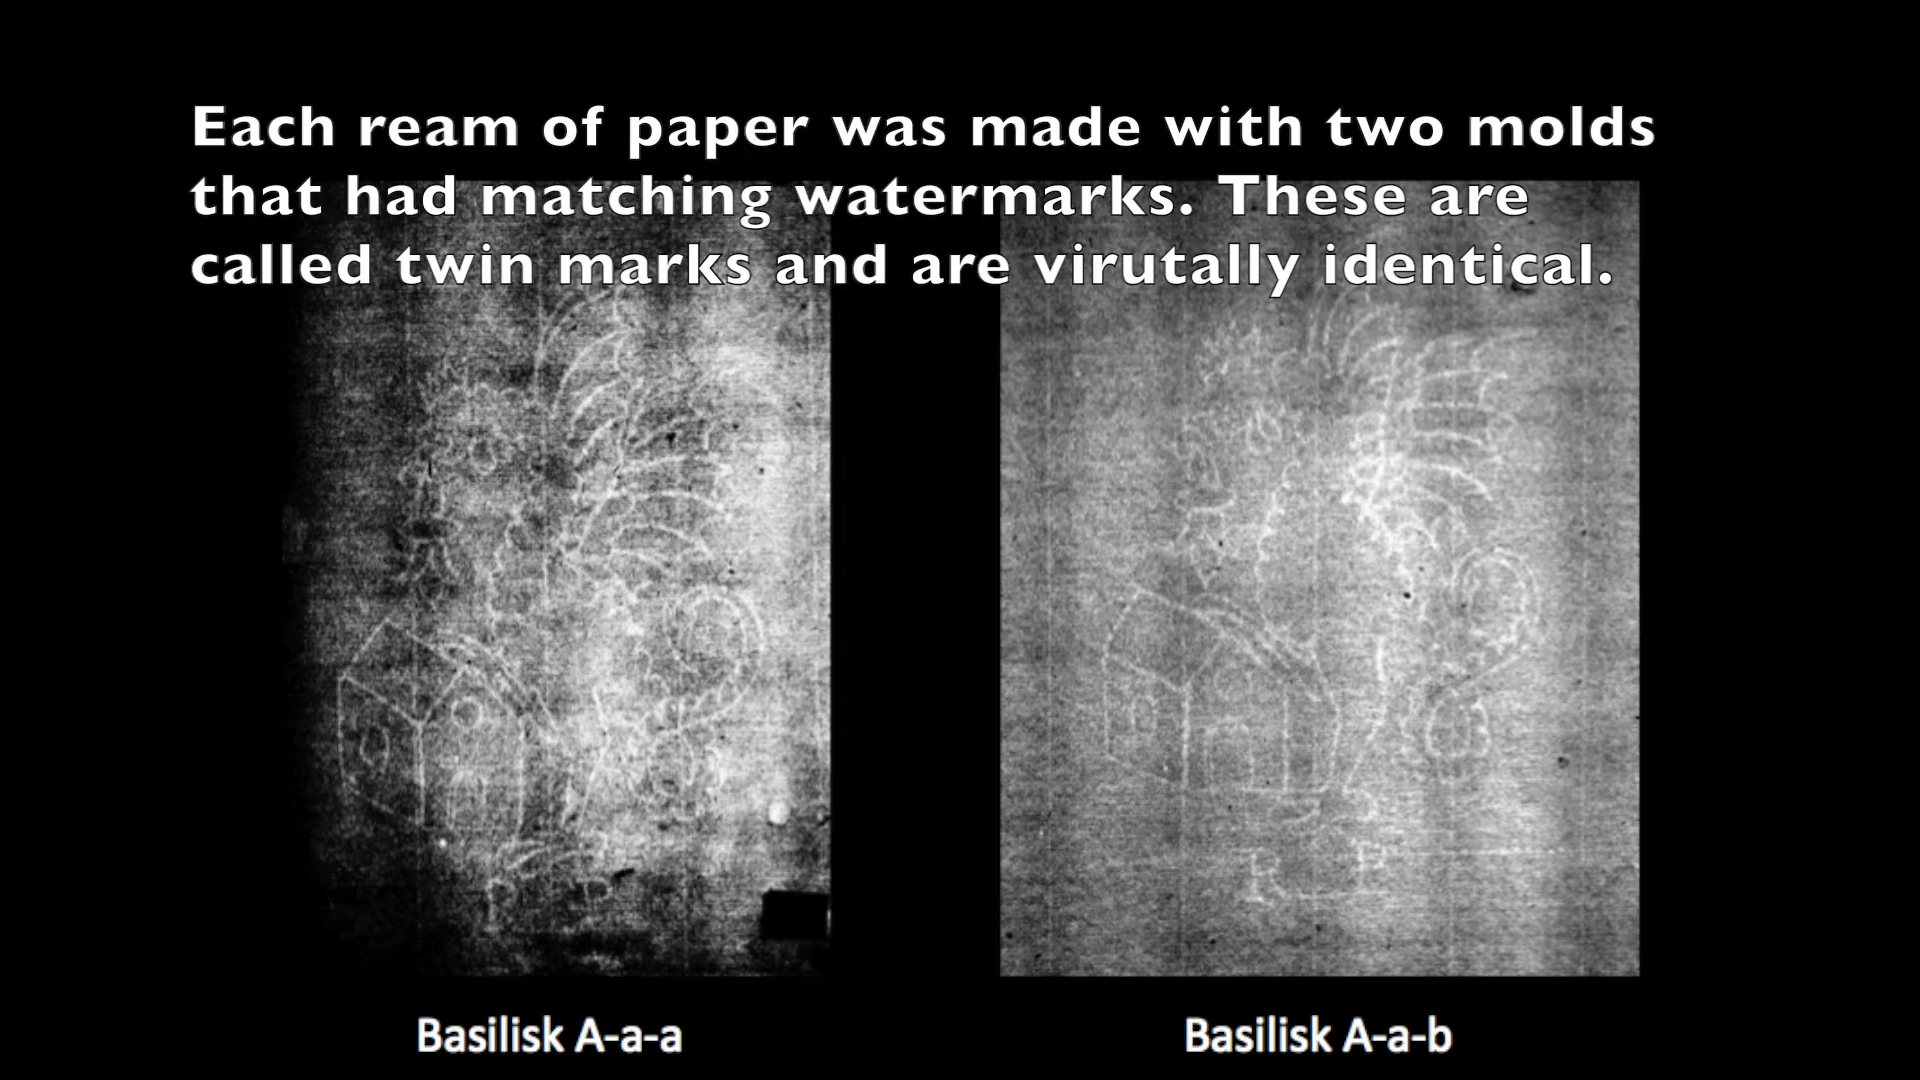 Each ream of paper was made with two molds
that had matching watermarks. These are
called twin marks and are virutally identical.
Basilisk A-a-a
Basilisk A-a-b